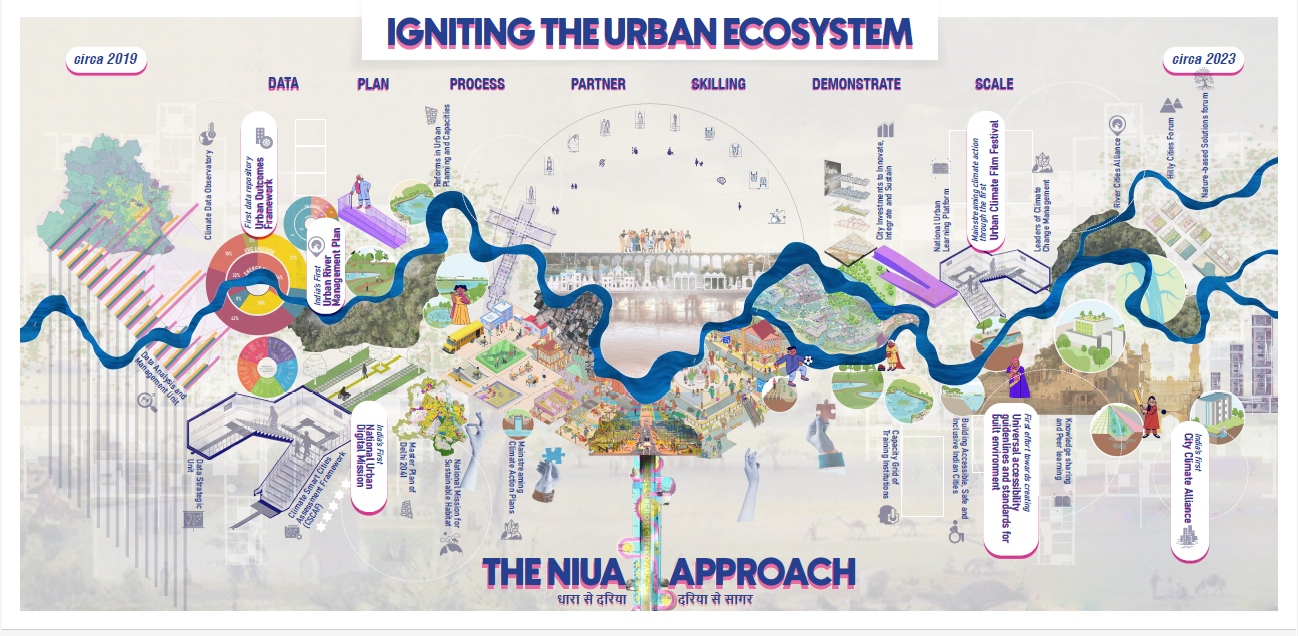 IGNITING THE URBAN ECOSYSTEM
circa 2019
circa 2023
DATA
PLAN
PROCESS
PARTNER
SKILLING
DEMONSTRATE
SCALE
Climate Data Observatory
First data repository
Urban Outcomes
Framework
India's First
Urban River
Management Plan
Reforms in Urban
Planning and Capacities
City Investments to Innovate,
Integrate and Sustain
National Urban
Learning Platform
Mainstreaming climate action
through the first
Urban Climate Film Festival
Leaders of Climate
Change Management
River Cities Alliance
Hilly Cities Forum
Nature-based Solutions forum
Data Analysis and
Management Unit
Data Strategic
Unit
Climate Smart Cities
Assessment Framework
(CSCAF)
India's First
National Urban
Digital Mission
Master Plan of
Delhi 2041
National Mission for
Sustainable Habitat
Mainstreaming
Climate Action Plans
Capacity Grid of
Training Institutions
Building Accessible, Safe and
Inclusive Indian Cities
First effort towards creating
Universal accessibility
guidelines and standards for
built environment
Knowledge sharing
and Peer learning
India's First
City Climate Alliance
THE NIUA APPROACH
धारा से दरिया दरिया से सागर